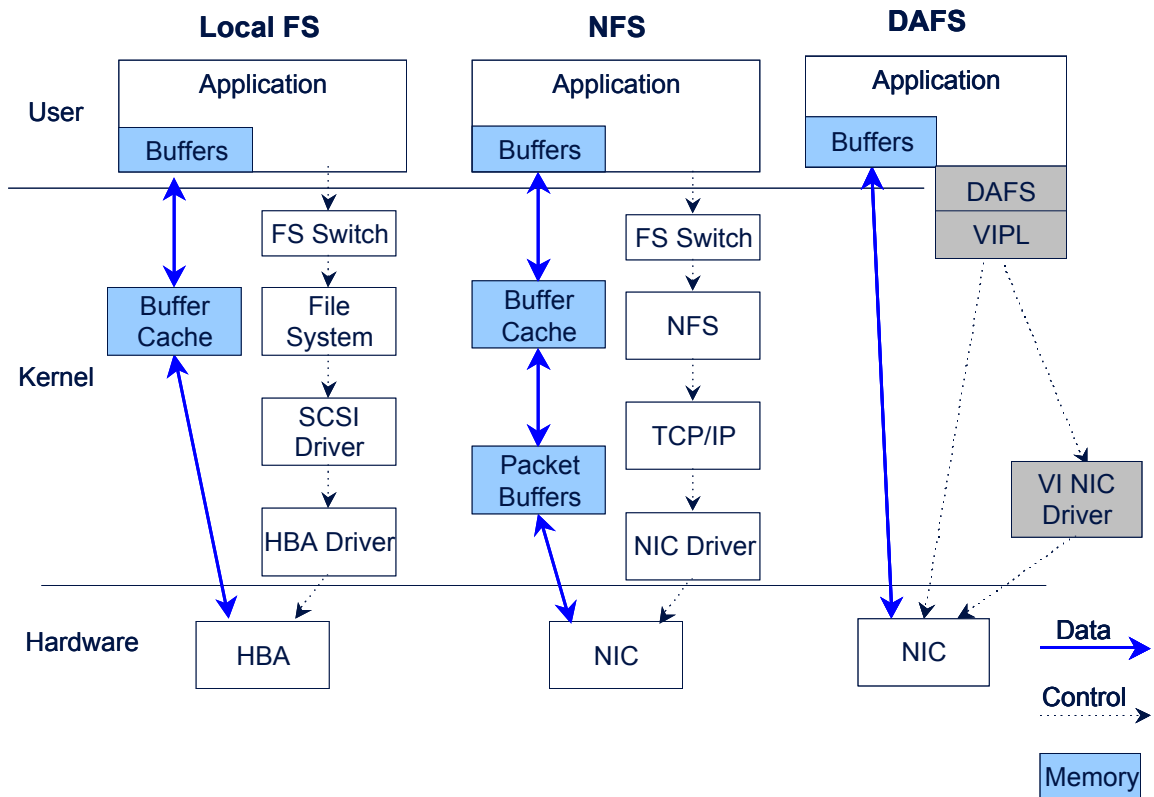 Local FS
NFS
DAFS
User
Kernel
Hardware
Application
Buffers
FS Switch
Buffer
Cache
File
System
SCSI
Driver
HBA Driver
HBA
Application
Buffers
FS Switch
Buffer
Cache
NFS
TCP/IP
Packet
Buffers
NIC Driver
NIC
Application
Buffers
DAFS
VIPL
VI NIC
Driver
NIC
Data
Control
Memory